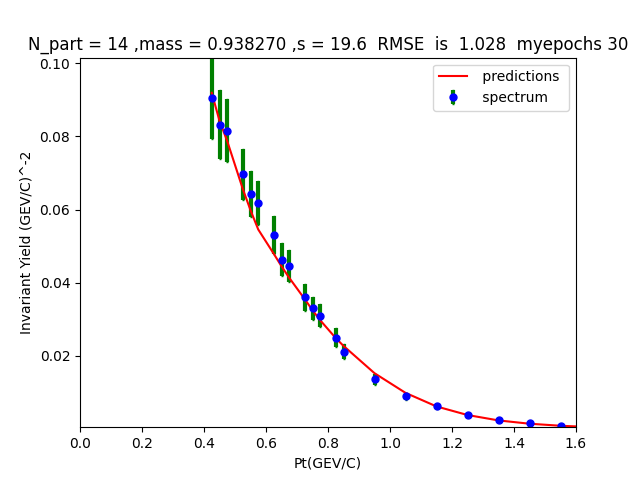 N_part = 14 ,mass = 0.938270 ,s = 19.6  RMSE  is  1.028  myepochs 30
predictions
spectrum
Invariant Yield (GEV/C)^-2
0.10
0.08
0.06
0.04
0.02
0.0 0.2 0.4 0.6 0.8 1.0 1.2 1.4 1.6
Pt(GEV/C)